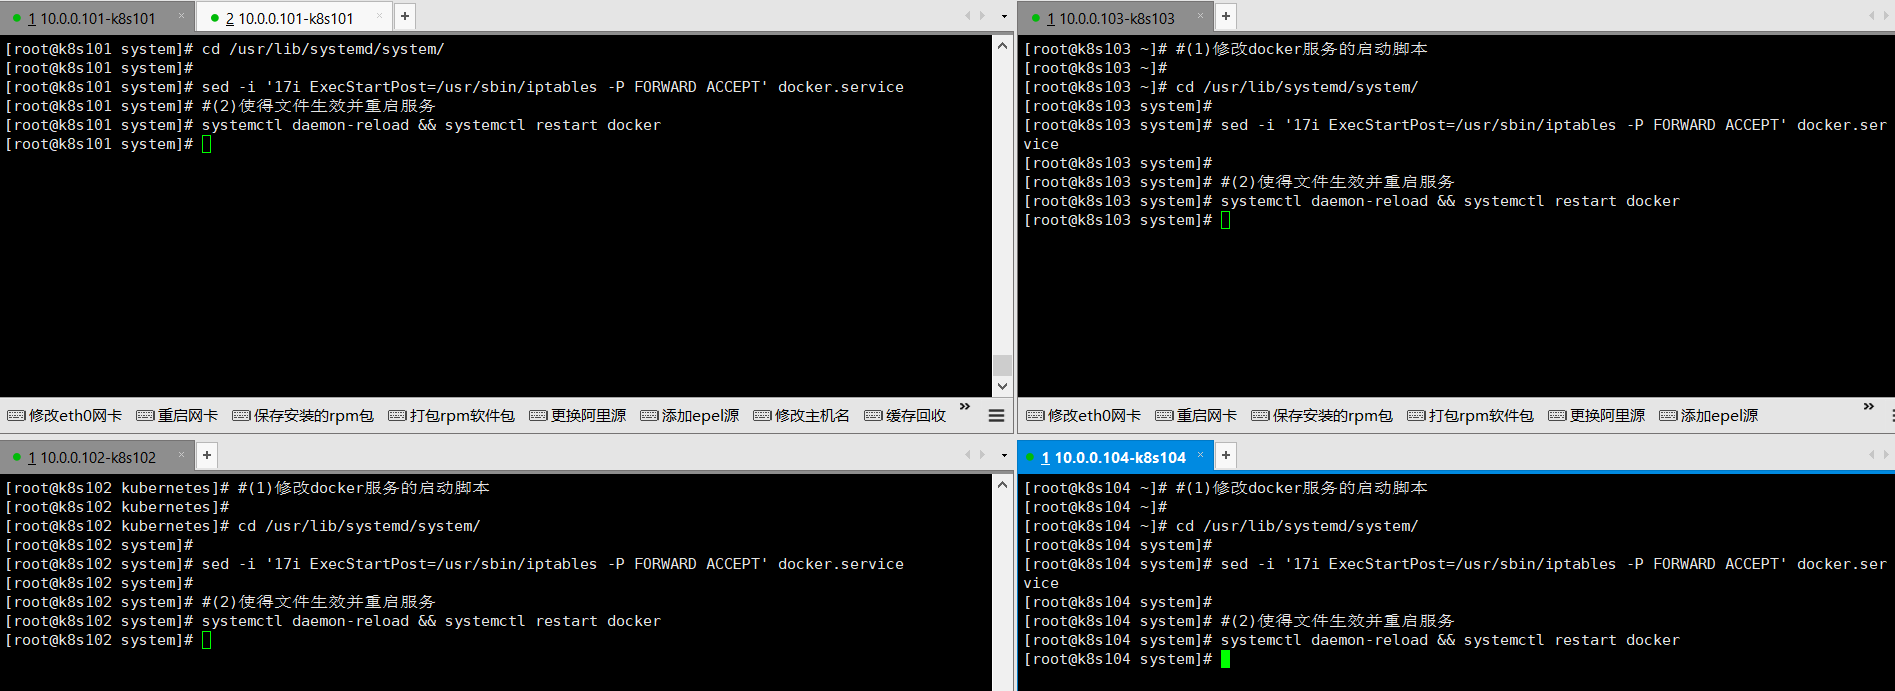 1 10.0.0.101-k8s101 × 2 10.0.0.101-k8s101 × +
[root@k8s101 system]# cd /usr/lib/systemd/system/
[root@k8s101 system]#
[root@k8s101 system]# sed -i '17i ExecStartPost=/usr/sbin/iptables -P FORWARD ACCEPT' docker.service
[root@k8s101 system]# #(2)使得文件生效并重启服务
[root@k8s101 system]# systemctl daemon-reload && systemctl restart docker
[root@k8s101 system]#
修改eth0网卡 重启网卡 保存安装的rpm包 打包rpm软件包 更换阿里源 添加epel源 修改主机名 缓存回收 »
1 10.0.0.103-k8s103 × +
[root@k8s103 ~]# #(1)修改docker服务的启动脚本
[root@k8s103 ~]#
[root@k8s103 ~]# cd /usr/lib/systemd/system/
[root@k8s103 system]#
[root@k8s103 system]# sed -i '17i ExecStartPost=/usr/sbin/iptables -P FORWARD ACCEPT' docker.ser
vice
[root@k8s103 system]#
[root@k8s103 system]# #(2)使得文件生效并重启服务
[root@k8s103 system]# systemctl daemon-reload && systemctl restart docker
[root@k8s103 system]#
修改eth0网卡 重启网卡 保存安装的rpm包 打包rpm软件包 更换阿里源 添加epel源 »
1 10.0.0.102-k8s102 × +
[root@k8s102 kubernetes]# #(1)修改docker服务的启动脚本
[root@k8s102 kubernetes]#
[root@k8s102 kubernetes]# cd /usr/lib/systemd/system/
[root@k8s102 system]#
[root@k8s102 system]# sed -i '17i ExecStartPost=/usr/sbin/iptables -P FORWARD ACCEPT' docker.service
[root@k8s102 system]#
[root@k8s102 system]# #(2)使得文件生效并重启服务
[root@k8s102 system]# systemctl daemon-reload && systemctl restart docker
[root@k8s102 system]#
1 10.0.0.104-k8s104 × +
[root@k8s104 ~]# #(1)修改docker服务的启动脚本
[root@k8s104 ~]#
[root@k8s104 ~]# cd /usr/lib/systemd/system/
[root@k8s104 system]#
[root@k8s104 system]# sed -i '17i ExecStartPost=/usr/sbin/iptables -P FORWARD ACCEPT' docker.ser
vice
[root@k8s104 system]#
[root@k8s104 system]# #(2)使得文件生效并重启服务
[root@k8s104 system]# systemctl daemon-reload && systemctl restart docker
[root@k8s104 system]#